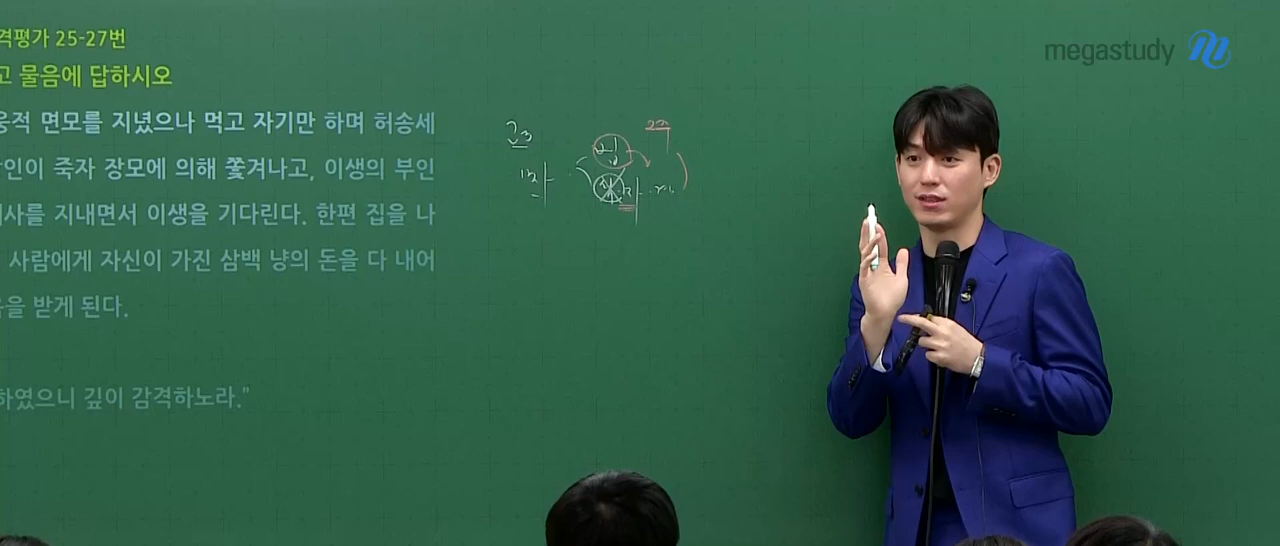 격평가 25-27번
고 물음에 답하시오
웅적 면모를 지녔으나 먹고 자기만 하며 허송세
인이 죽자 장모에 의해 쫓겨나고, 이생의 부인
사를 지내면서 이생을 기다린다. 한편 집을 나
사람에게 자신이 가진 삼백 냥의 돈을 다 내어
을 받게 된다.
하였으니 깊이 감격하노라."
고3
megastudy